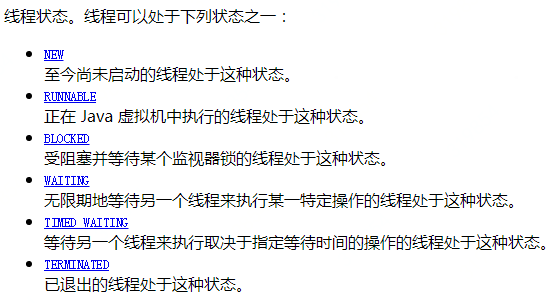 线程状态。线程可以处于下列状态之一：
NEW
至今尚未启动的线程处于这种状态。
RUNNABLE
正在 Java 虚拟机中执行的线程处于这种状态。
BLOCKED
受阻塞并等待某个监视器锁的线程处于这种状态。
WAITING
无限期地等待另一个线程来执行某一特定操作的线程处于这种状态。
TIMED_WAITING
等待另一个线程来执行取决于指定等待时间的操作的线程处于这种状态。
TERMINATED
已退出的线程处于这种状态。